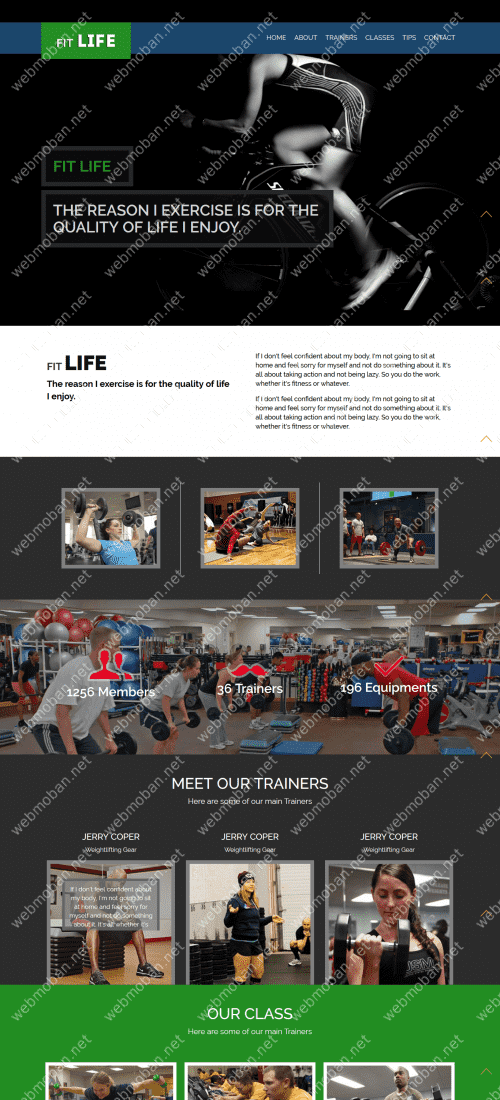 FIT LIFE
HOME ABOUT TRAINERS CLASSES TIPS CONTACT
FIT LIFE
THE REASON I EXERCISE IS FOR THE
QUALITY OF LIFE I ENJOY.
FIT LIFE
The reason i exercise is for the quality of life
I enjoy.
If I don't feel confident about my body, I'm not going to sit at
home and feel sorry for myself and not do something about it. It's
all about taking action and not being lazy. So you do the work,
whether it's fitness or whatever.
If I don't feel confident about my body, I'm not going to sit at
home and feel sorry for myself and not do something about it. It's
all about taking action and not being lazy. So you do the work,
whether it's fitness or whatever.
1256 Members
36 Trainers
196 Equipments
MEET OUR TRAINERS
Here are some of our main Trainers
JERRY COPER
Weightlifting Gear
JERRY COPER
Weightlifting Gear
JERRY COPER
Weightlifting Gear
If I don't feel confident about
my body, I'm not going to sit
at home and feel sorry for
myself and not do something
about it. It's all whether it's
OUR CLASS
Here are some of our main Trainers
webmoban.net